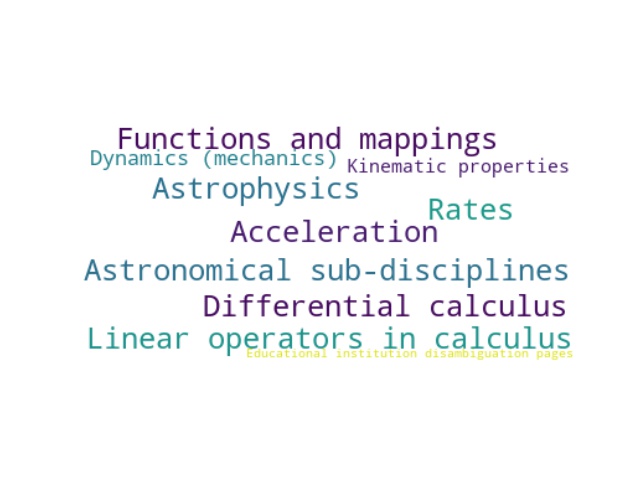 Functions and mappings
Dynamics (mechanics)
Kinematic properties
Astrophysics
Rates
Acceleration
Astronomical sub-disciplines
Differential calculus
Linear operators in calculus
Educational institution disambiguation pages